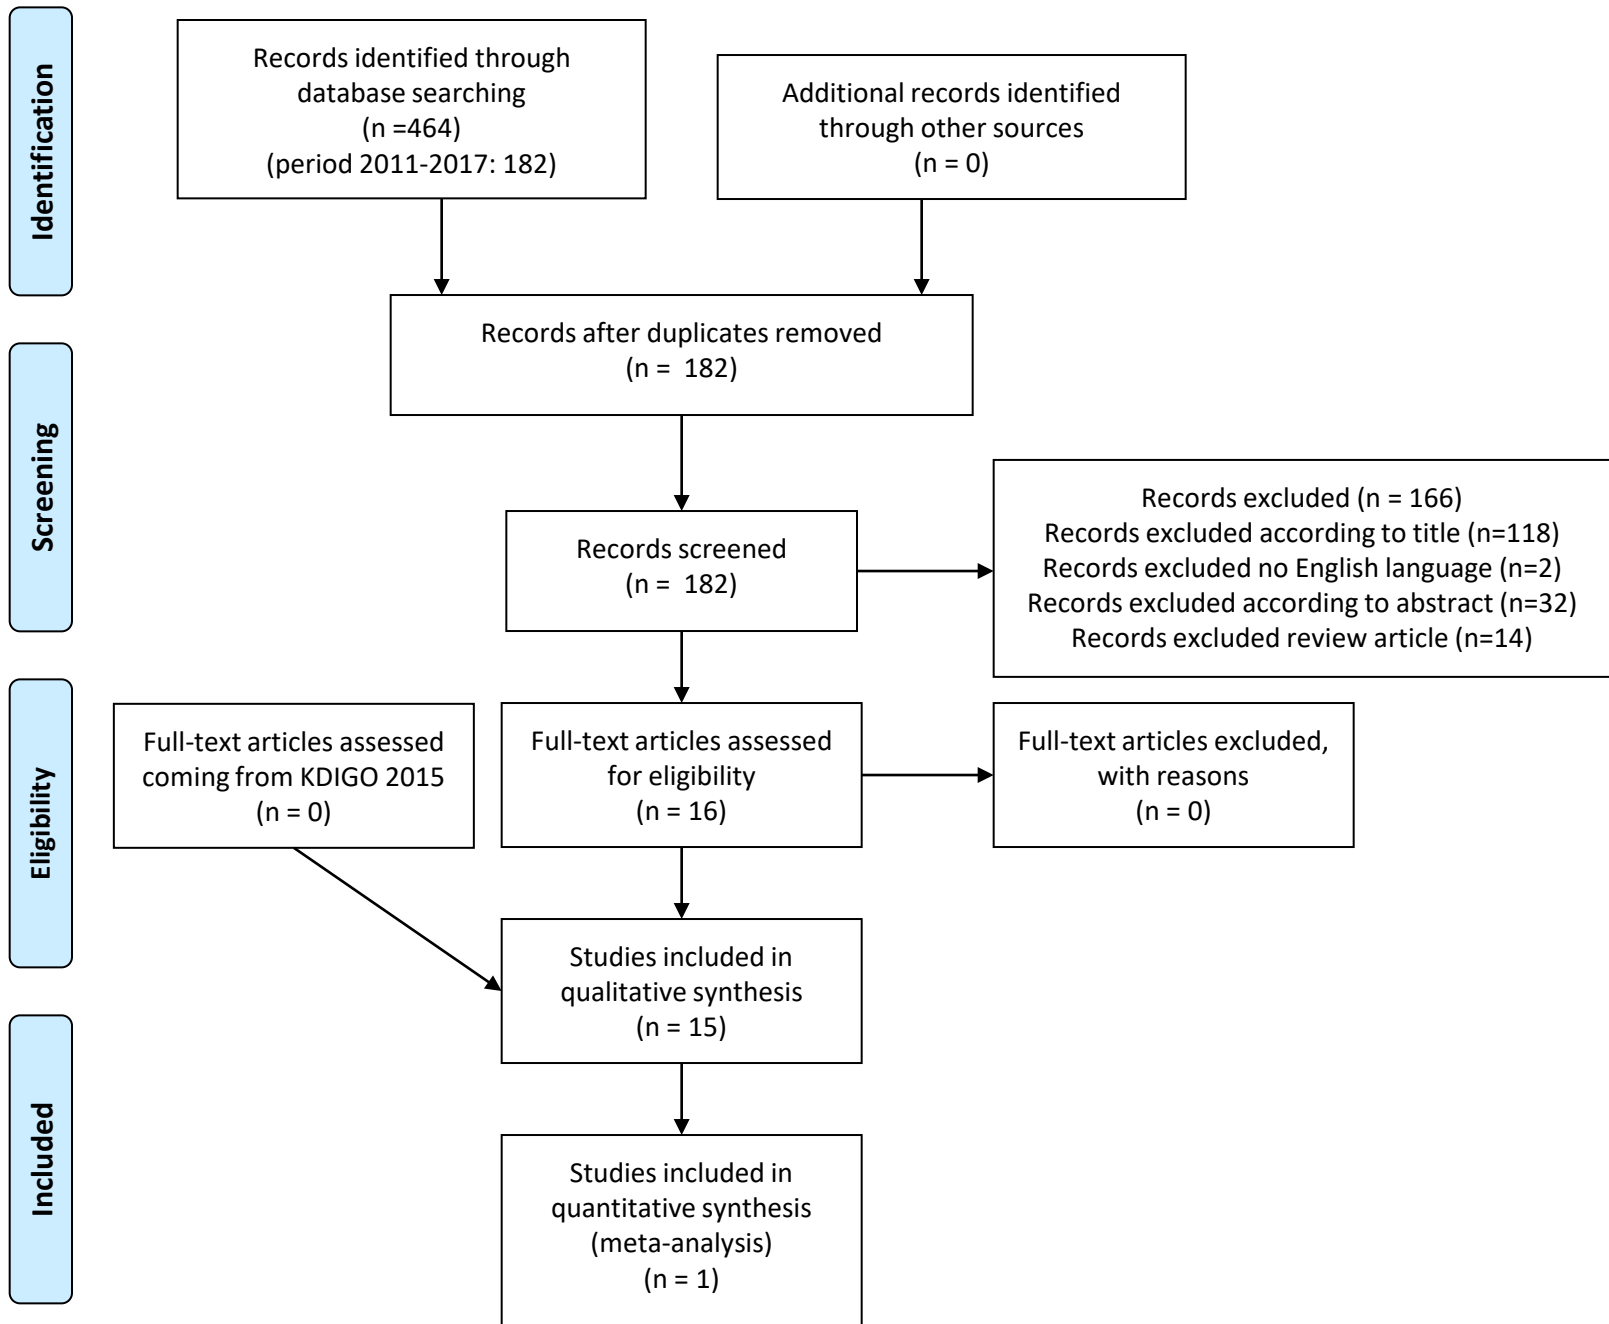 Identification
Records identified through
database searching
(n =464)
(period 2011-2017: 182)
Additional records identified
through other sources
(n = 0)
Records after duplicates removed
(n = 182)
Screening
Records screened
(n = 182)
Records excluded (n = 166)
Records excluded according to title (n=118)
Records excluded no English language (n=2)
Records excluded according to abstract (n=32)
Records excluded review article (n=14)
Eligibility
Full-text articles assessed
coming from KDIGO 2015
(n = 0)
Full-text articles assessed
for eligibility
(n = 16)
Full-text articles excluded,
with reasons
(n = 0)
Studies included in
qualitative synthesis
(n = 15)
Included
Studies included in
quantitative synthesis
(meta-analysis)
(n = 1)